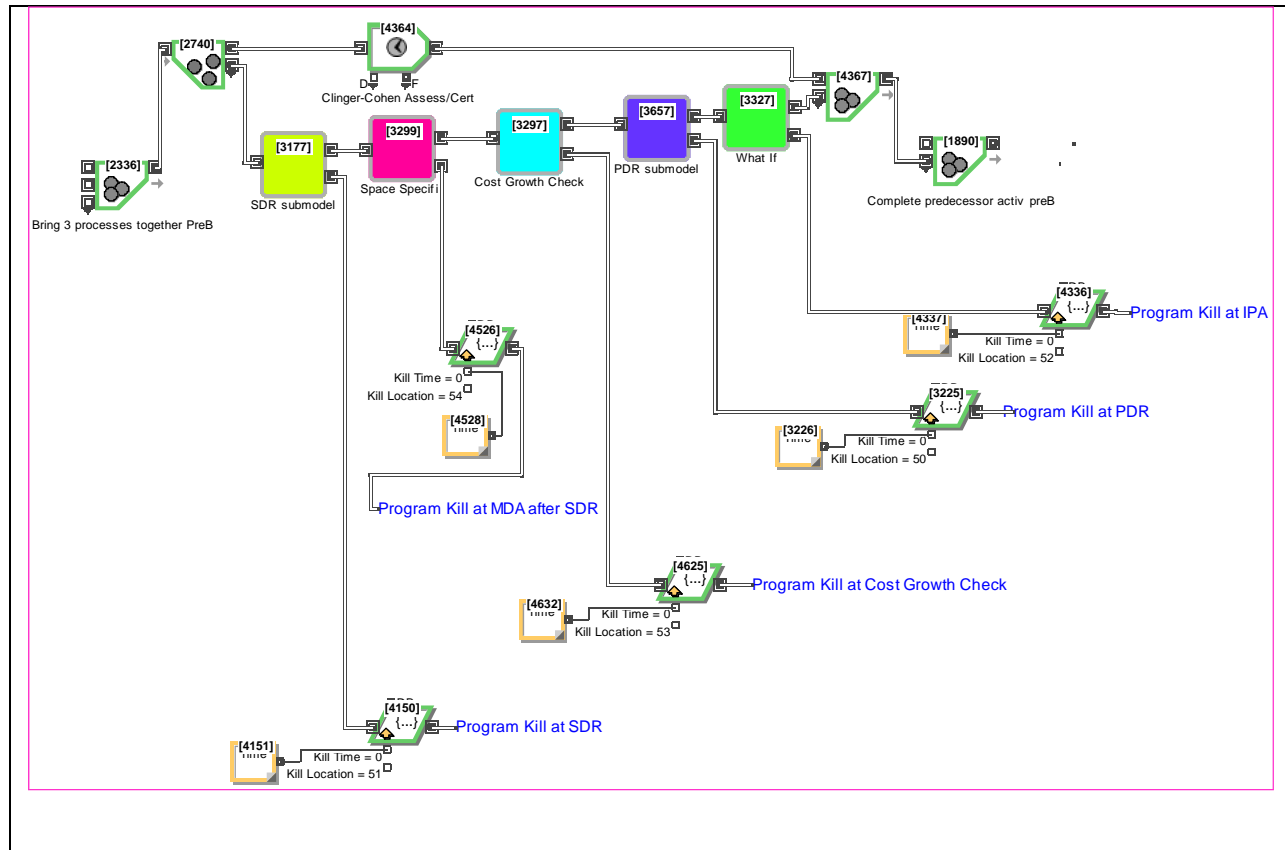 [4364]
[2740]
D
F
Clinger-Cohen Assess/Cert
[4367]
[3657]
[3327]
[3299]
[3297]
[3177]
[1890]
[2336]
What If
PDR submodel
Cost Growth Check
Space Specifi
SDR submodel
Complete predecessor activ preB
Bring 3 processes together PreB
[4336]
{...}
Program Kill at IPA
[4337]
Time
Kill Time = 0
Kill Location = 52
[4526]
{...}
Kill Time = 0
Kill Location = 54
[4528]
Time
[3225]
{...}
Program Kill at PDR
[3226]
Time
Kill Time = 0
Kill Location = 50
Program Kill at MDA after SDR
[4625]
{...}
Program Kill at Cost Growth Check
[4632]
Time
Kill Time = 0
Kill Location = 53
[4150]
{...}
Program Kill at SDR
[4151]
Time
Kill Time = 0
Kill Location = 51